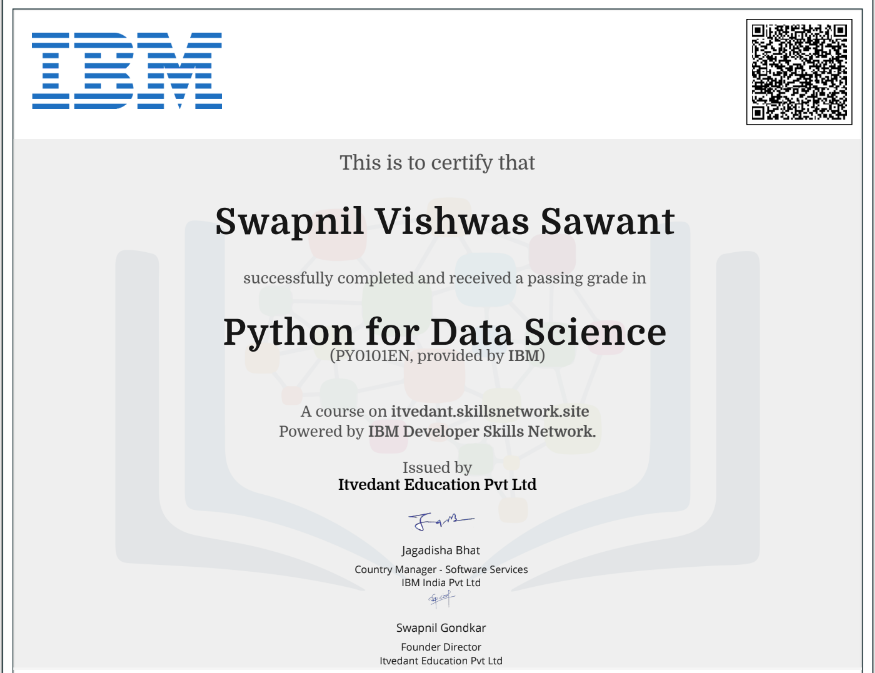 IBM
This is to certify that
Swapnil Vishwas Sawant
successfully completed and received a passing grade in
Python for Data Science
(PY0101EN, provided by IBM)
A course on itvedant.skillsnetwork.site
Powered by IBM Developer Skills Network.
Issued by
Itvedant Education Pvt Ltd
Jagadisha Bhat
Country Manager - Software Services
IBM India Pvt Ltd
Swapnil Gondkar
Founder Director
Itvedant Education Pvt Ltd